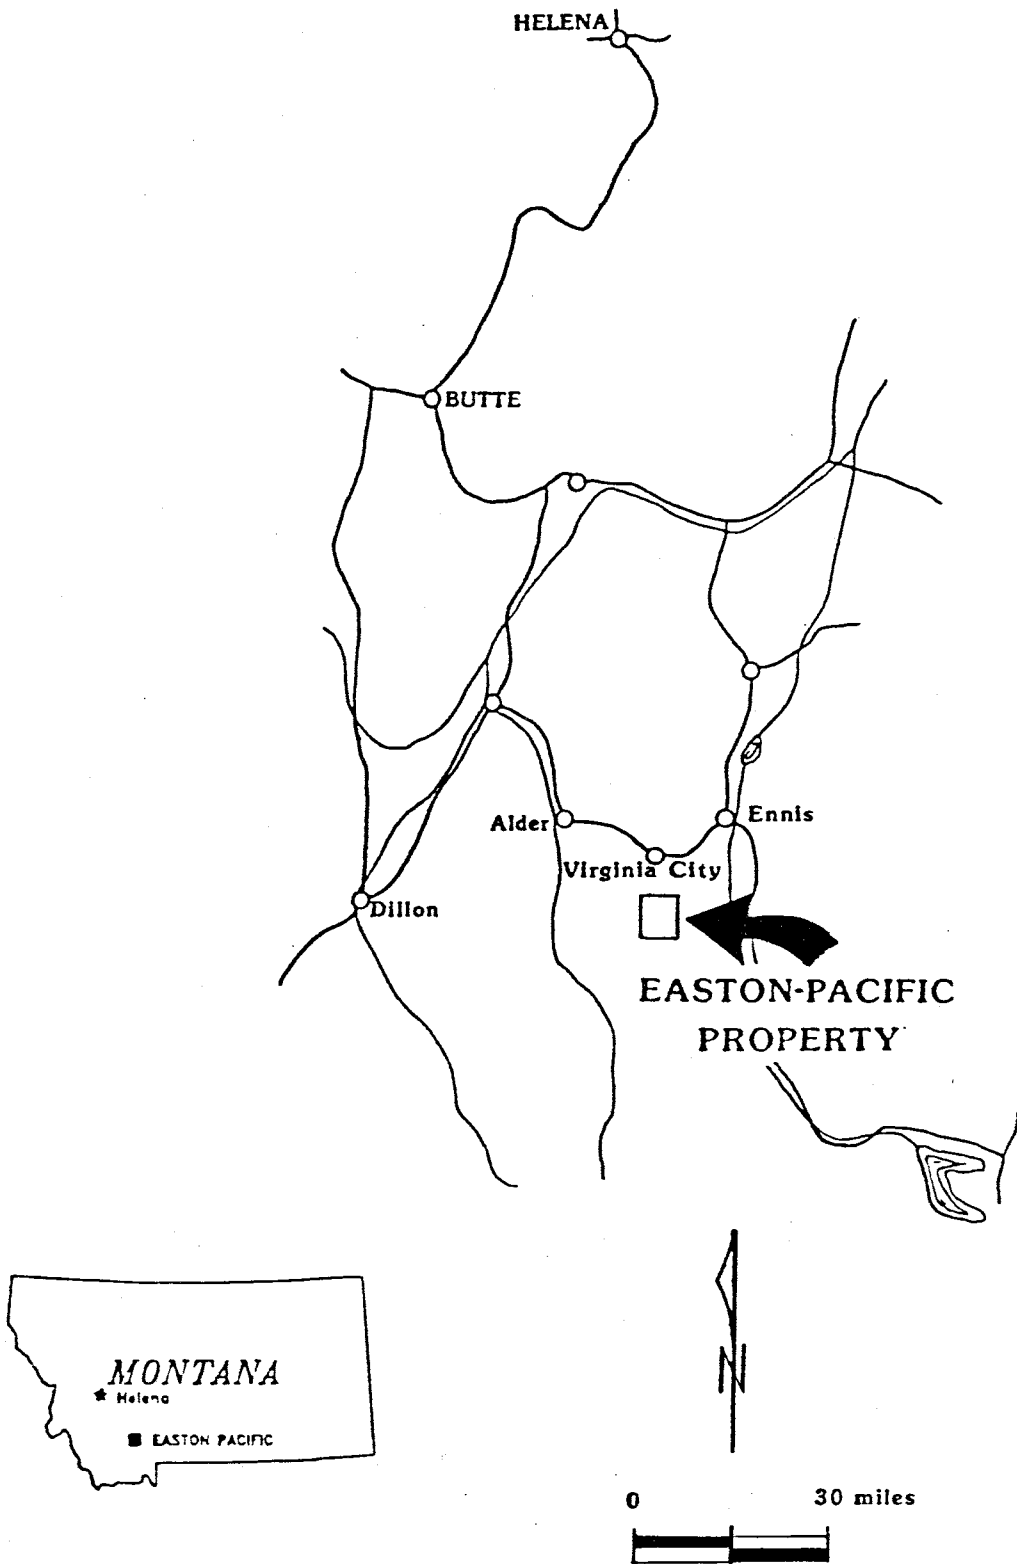 HELENA
BUTTE
Alder
Ennis
Virginia City
Dillon
EASTON-PACIFIC
PROPERTY
MONTANA
Helena
EASTON PACIFIC
N
0 30 miles